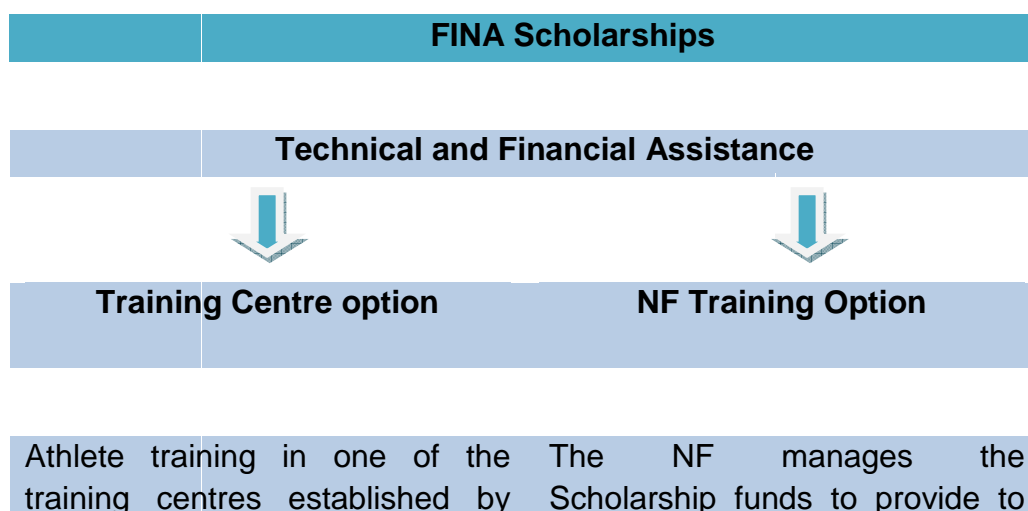 FINA Scholarships
Technical and Financial Assistance
Training Centre option
NF Training Option
Athlete training in one of the
training centres established by
The NF manages the
Scholarship funds to provide to